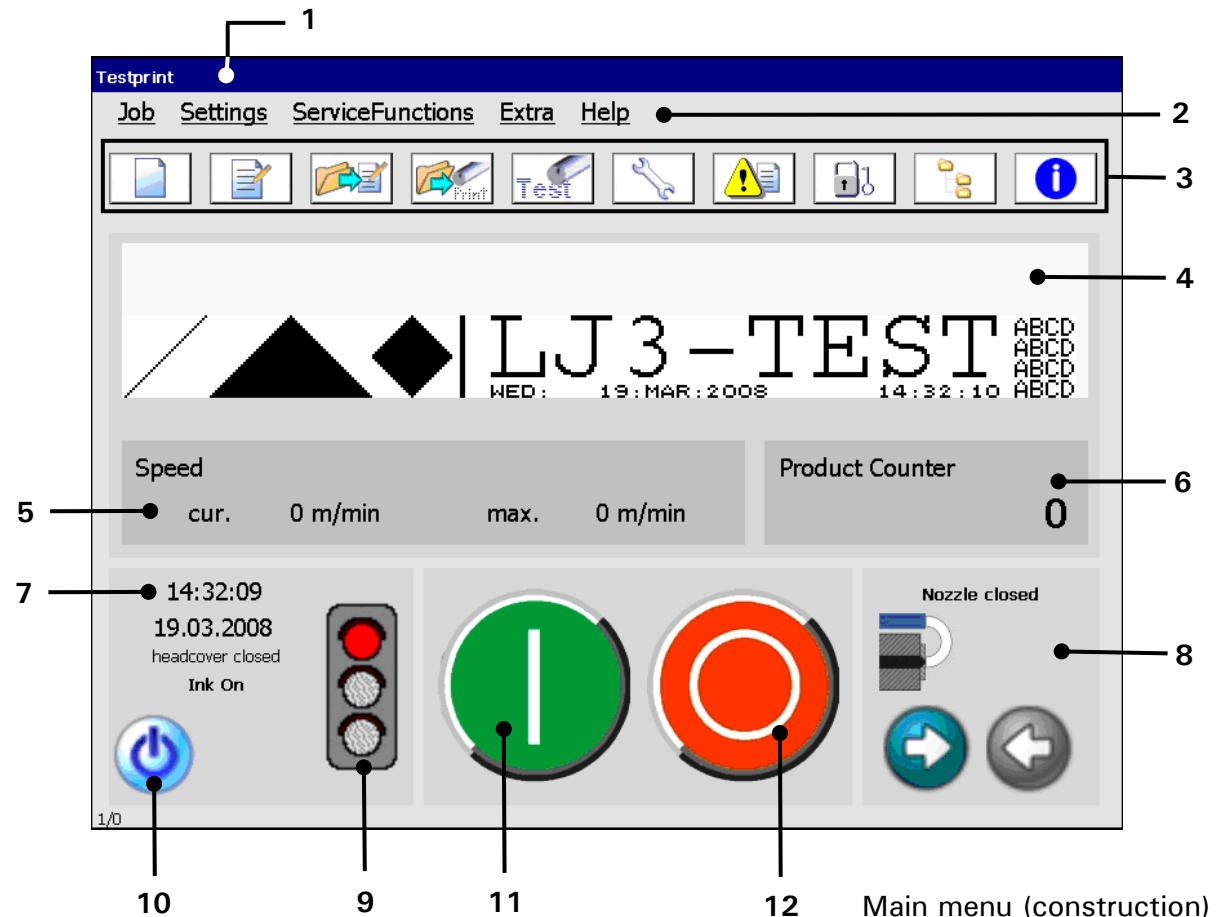 1
Testprint
Job Settings ServiceFunctions Extra Help
2
Print Test
3
4
LJ3-TEST
ABCD
ABCD
ABCD
ABCD
WED: 19:MAR:2008 14:32:10
Speed
Product Counter
6
5
cur. 0 m/min max. 0 m/min
0
7
14:32:09
19.03.2008
headcover closed
Ink On
Nozzle closed
8
1/0
10 9 11 12 Main menu (construction)